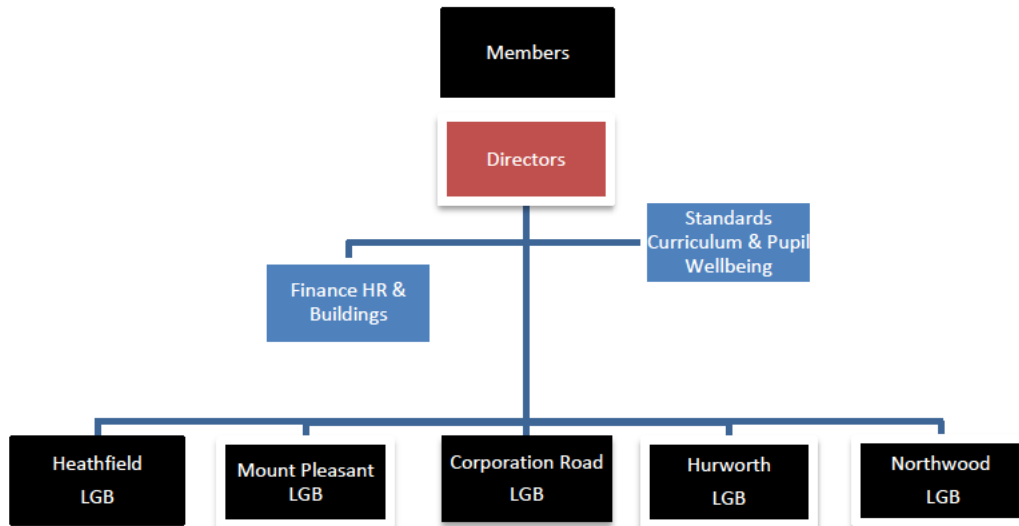 Members
Directors
Standards
Curriculum & Pupil
Wellbeing
Finance HR &
Buildings
Heathfield
LGB
Mount Pleasant
LGB
Corporation Road
LGB
Hurworth
LGB
Northwood
LGB